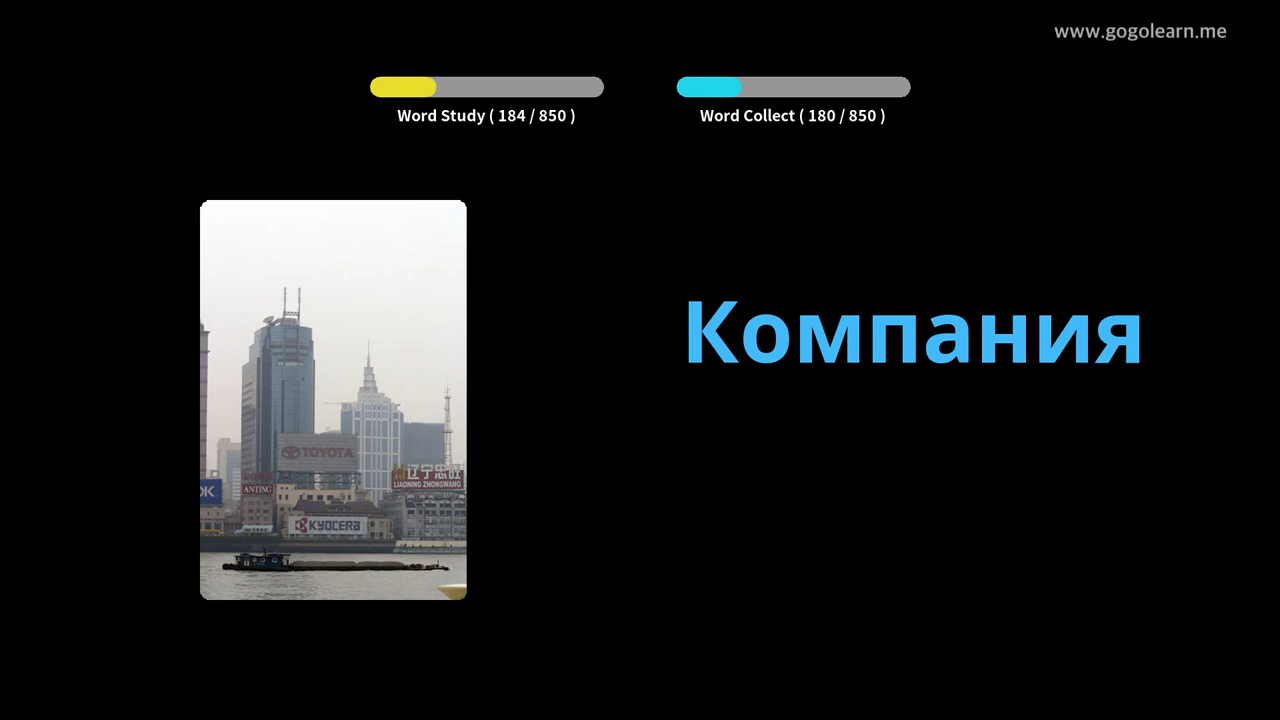 www.gogolearn.me
Word Study ( 184 / 850 )
Word Collect ( 180 / 850 )
Компания
TOYOTA
辽宁忠旺
LIAONING ZHONGWANG
ANTING
OK
KYOCERA